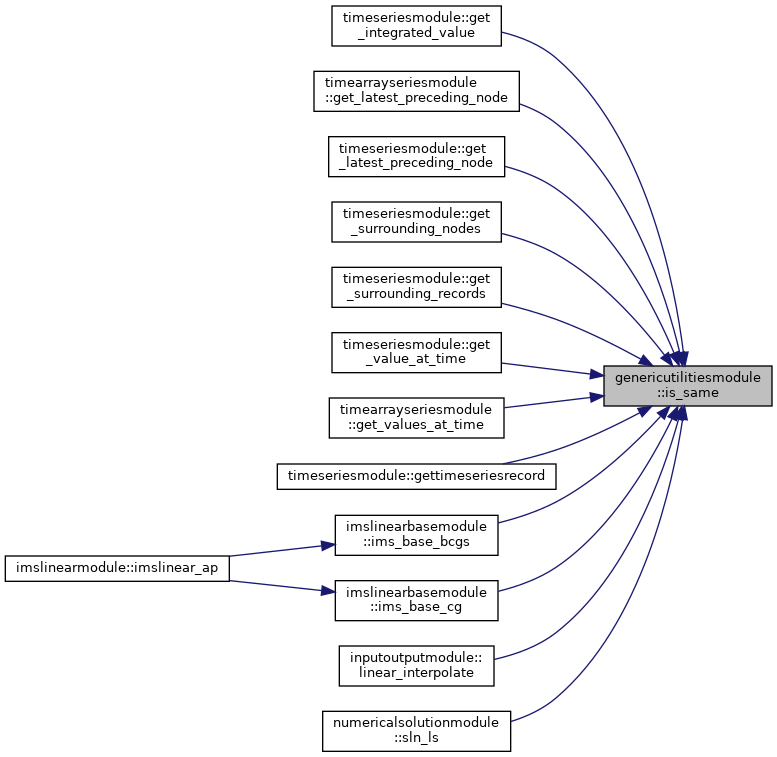 timeseriesmodule::get
_integrated_value
timearrayseriesmodule
::get_latest_preceding_node
timeseriesmodule::get
_latest_preceding_node
timeseriesmodule::get
_surrounding_nodes
timeseriesmodule::get
_surrounding_records
timeseriesmodule::get
_value_at_time
genericutilitiesmodule
::is_same
timearrayseriesmodule
::get_values_at_time
timeseriesmodule::gettimeseriesrecord
imslinearbasemodule
::ims_base_bcgs
imslinearmodule::imslinear_ap
imslinearbasemodule
::ims_base_cg
inputoutputmodule::
linear_interpolate
numericalsolutionmodule
::sln_ls